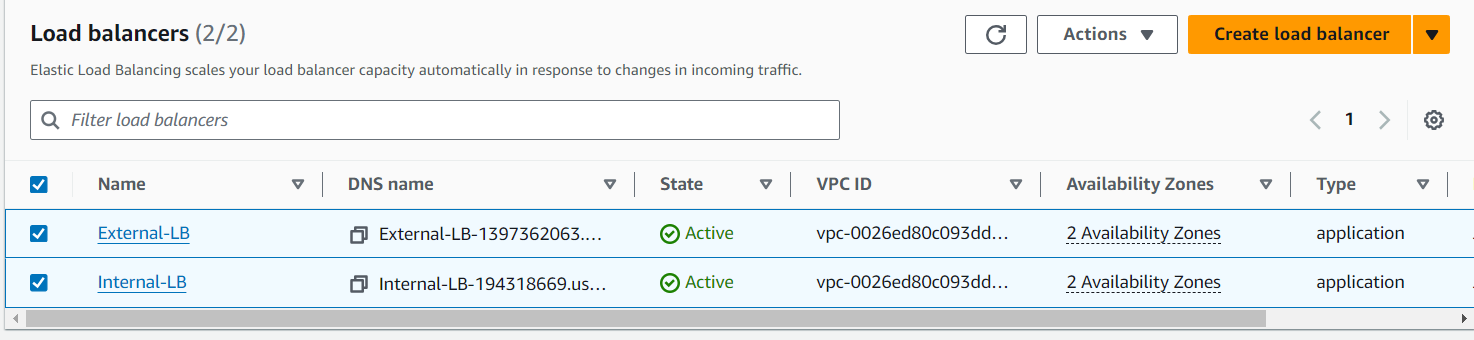 Load balancers (2/2)
Actions
Create load balancer
Elastic Load Balancing scales your load balancer capacity automatically in response to changes in incoming traffic.
Filter load balancers
1
Name DNS name State VPC ID Availability Zones Type
External-LB External-LB-1397362063.... Active vpc-0026ed80c093dd... 2 Availability Zones application
Internal-LB Internal-LB-194318669.us... Active vpc-0026ed80c093dd... 2 Availability Zones application